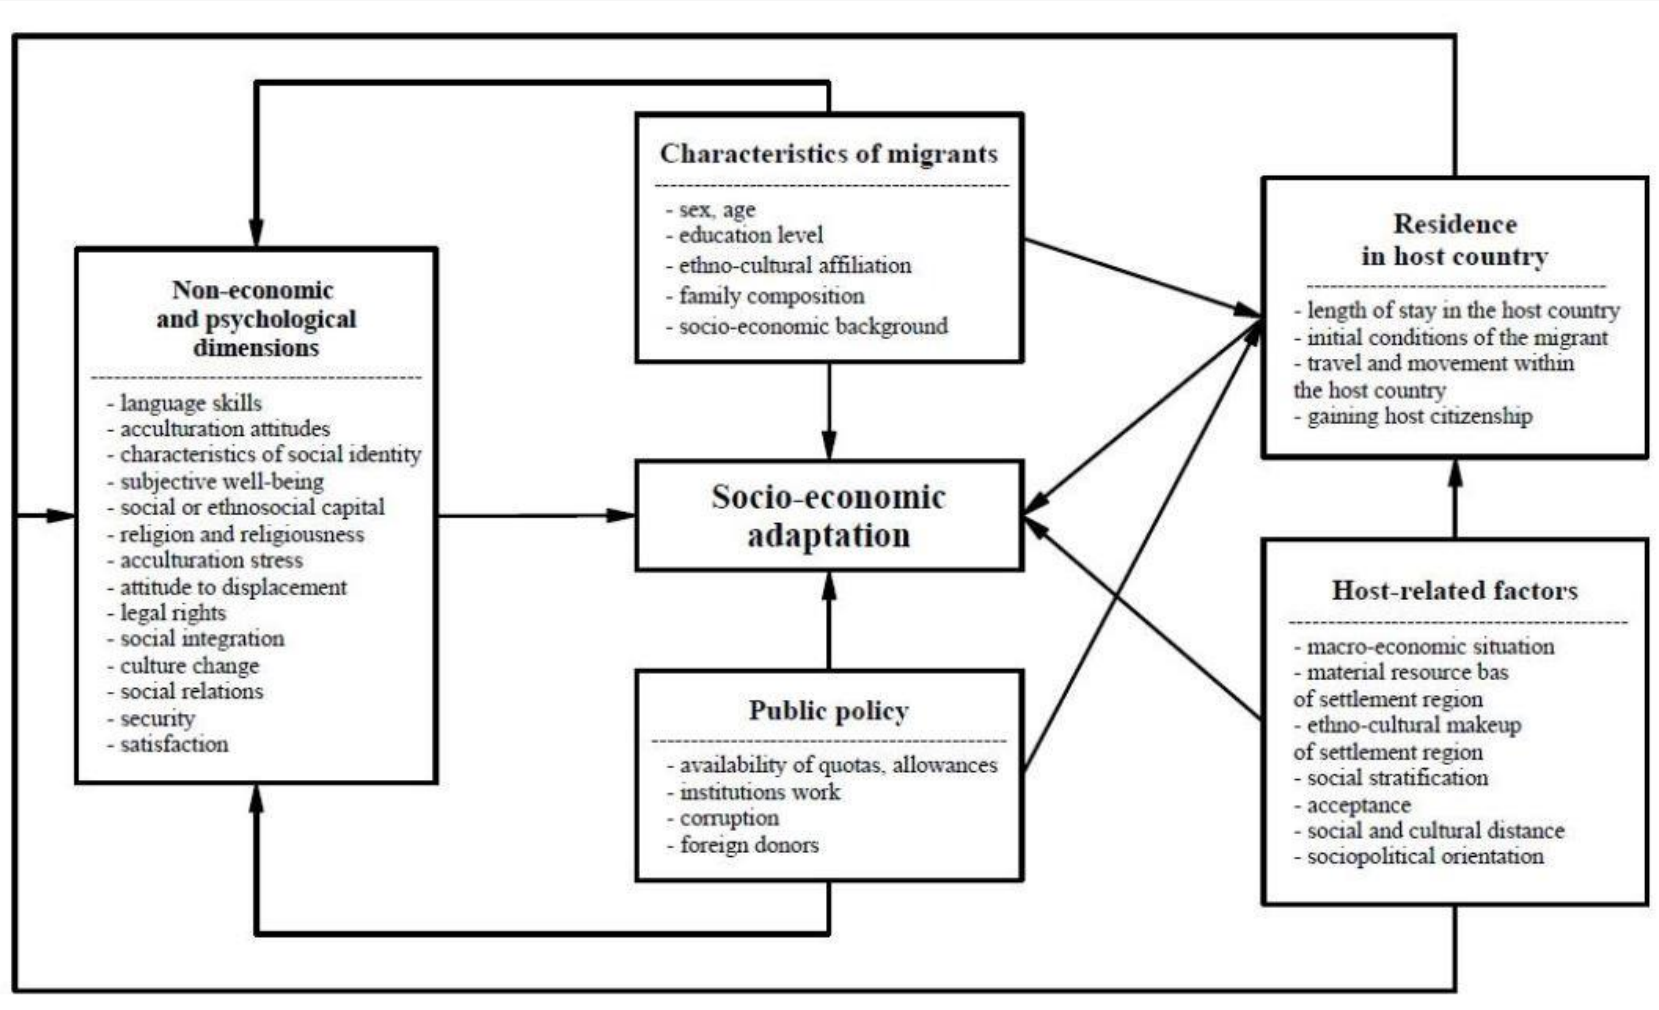 Characteristics of migrants
- sex, age
- education level
- ethno-cultural affiliation
- family composition
- socio-economic background
Residence
in host country
- length of stay in the host country
- initial conditions of the migrant
- travel and movement within
the host country
- gaining host citizenship
Non-economic
and psychological
dimensions
- language skills
- acculturation attitudes
- characteristics of social identity
- subjective well-being
- social or ethnosocial capital
- religion and religiousness
- acculturation stress
- attitude to displacement
- legal rights
- social integration
- culture change
- social relations
- security
- satisfaction
Socio-economic
adaptation
Public policy
- availability of quotas, allowances
- institutions work
- corruption
- foreign donors
Host-related factors
- macro-economic situation
- material resource bas
of settlement region
- ethno-cultural makeup
of settlement region
- social stratification
- acceptance
- social and cultural distance
- sociopolitical orientation